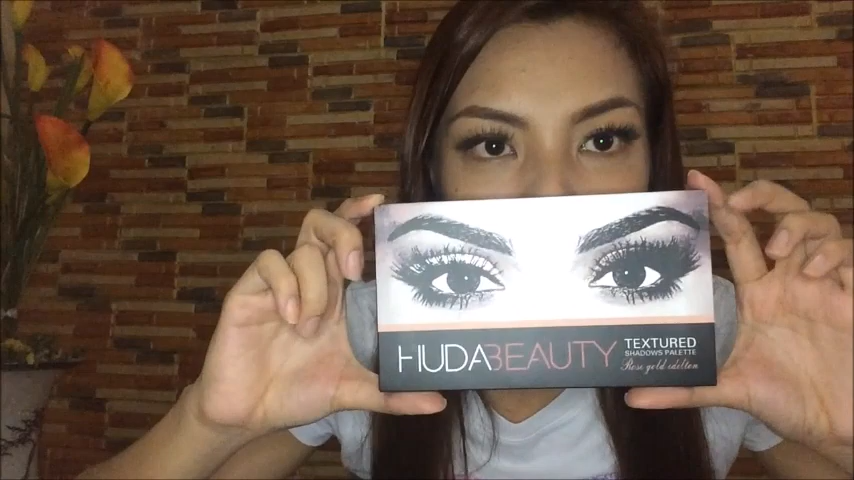 HUDABEAUTY
TEXTURED
SHADOWS PALETTE
Rose gold edition